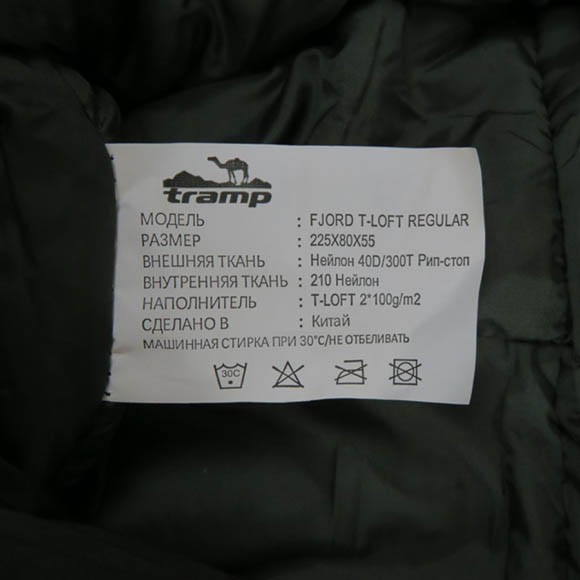 tramp
МОДЕЛЬ : FJORD T-LOFT REGULAR
РАЗМЕР : 225X80X55
ВНЕШНЯЯ ТКАНЬ : Нейлон 40D/300T Рип-стоп
ВНУТРЕННЯЯ ТКАНЬ : 210 Нейлон
НАПОЛНИТЕЛЬ : T-LOFT 2*100g/m2
СДЕЛАНО В : Китай
МАШИННАЯ СТИРКА ПРИ 30°C/НЕ ОТБЕЛИВАТЬ
30C